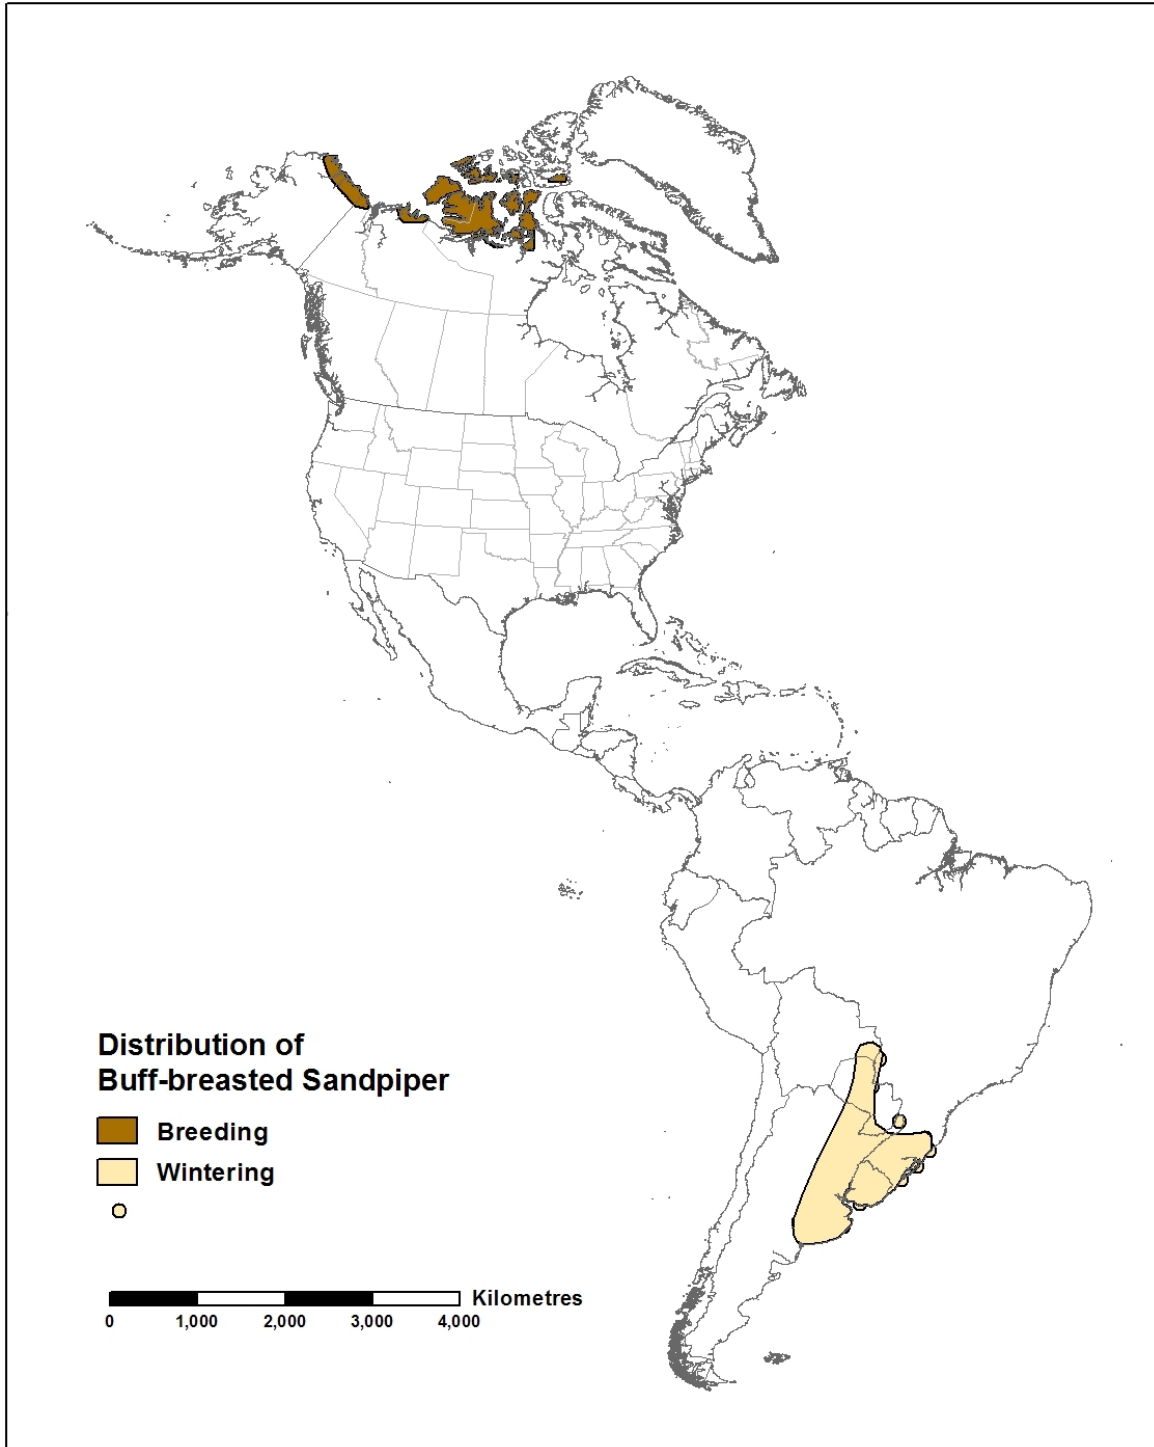 Distribution of
Buff-breasted Sandpiper
Breeding
Wintering
Kilometres
0 1,000 2,000 3,000 4,000